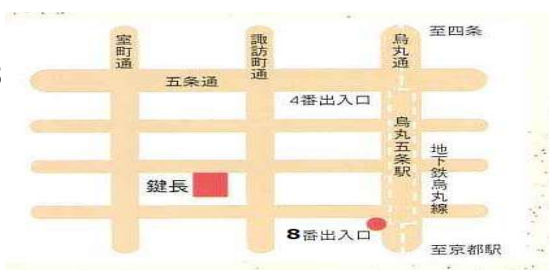 室町通
諏訪町通
烏丸通
至四条
五条通
4番出入口
烏丸五条駅
地下鉄烏丸線
鍵長
8番出入口
至京都駅